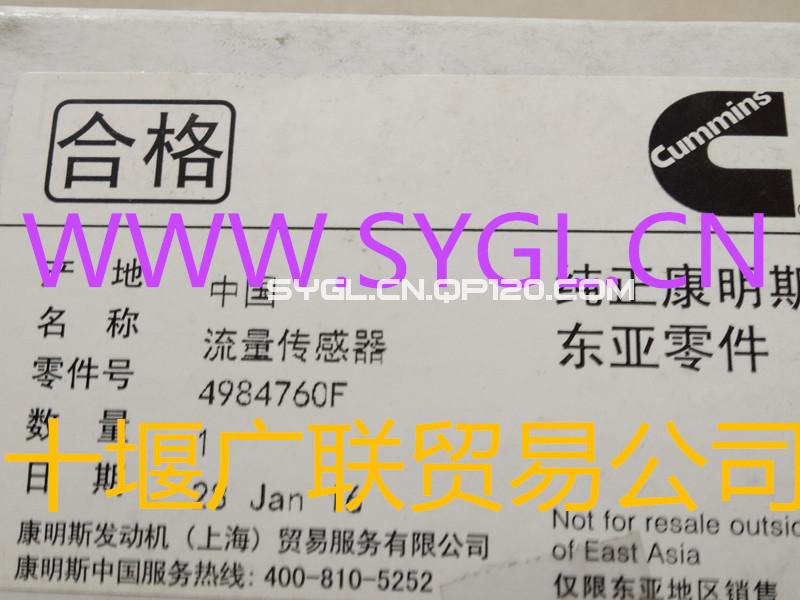 合格
Cummins
WWW.SYGL.CN
产 地 中国
SYGL.CN.QP120.COM
纯正康明斯
名 称 流量传感器
东亚零件
零件号 4984760F
数 量 1
十堰广联贸易公司
日 期 28 Jan 16
康明斯发动机（上海）贸易服务有限公司
Not for resale outside
康明斯中国服务热线: 400-810-5252
of East Asia
仅限东亚地区销售